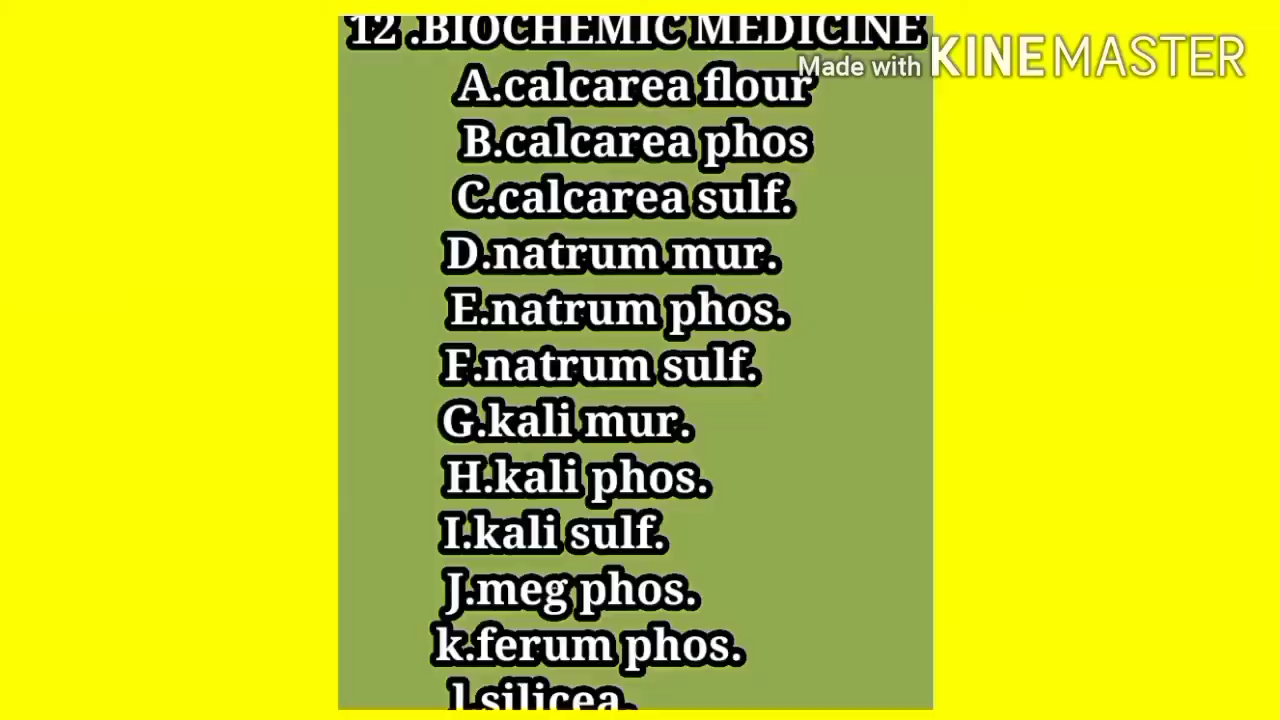 12 .BIOCHEMIC MEDICINE
Made with KINEMASTER
A.calcarea flour
B.calcarea phos
C.calcarea sulf.
D.natrum mur.
E.natrum phos.
F.natrum sulf.
G.kali mur.
H.kali phos.
I.kali sulf.
J.meg phos.
k.ferum phos.
l.silicea.